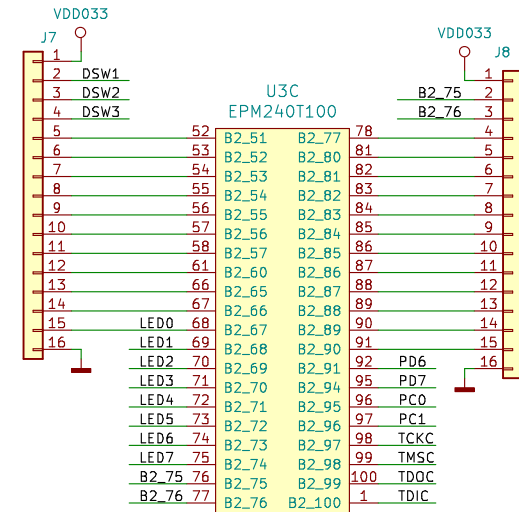 VDD033
J7
VDD033
J8
1
2 DSW1 1
3 DSW2 B2_75 2
4 DSW3 B2_76 3
U3C
EPM240T100
5 52 B2_51 B2_77 78 4
6 53 B2_52 B2_80 81 5
7 54 B2_53 B2_81 82 6
8 55 B2_54 B2_82 83 7
9 56 B2_55 B2_83 84 8
10 57 B2_56 B2_84 85 9
11 58 B2_57 B2_85 86 10
12 61 B2_60 B2_86 87 11
13 66 B2_65 B2_87 88 12
14 67 B2_66 B2_88 89 13
15 LED0 68 B2_67 B2_89 90 14
16 LED1 69 B2_68 B2_90 91 15
LED2 70 B2_69 B2_91 92 PD6 16
LED3 71 B2_70 B2_94 95 PD7
LED4 72 B2_71 B2_95 96 PC0
LED5 73 B2_72 B2_96 97 PC1
LED6 74 B2_73 B2_97 98 TCKC
LED7 75 B2_74 B2_98 99 TMSC
B2_75 76 B2_75 B2_99 100 TDOC
B2_76 77 B2_76 B2_100 1 TDIC